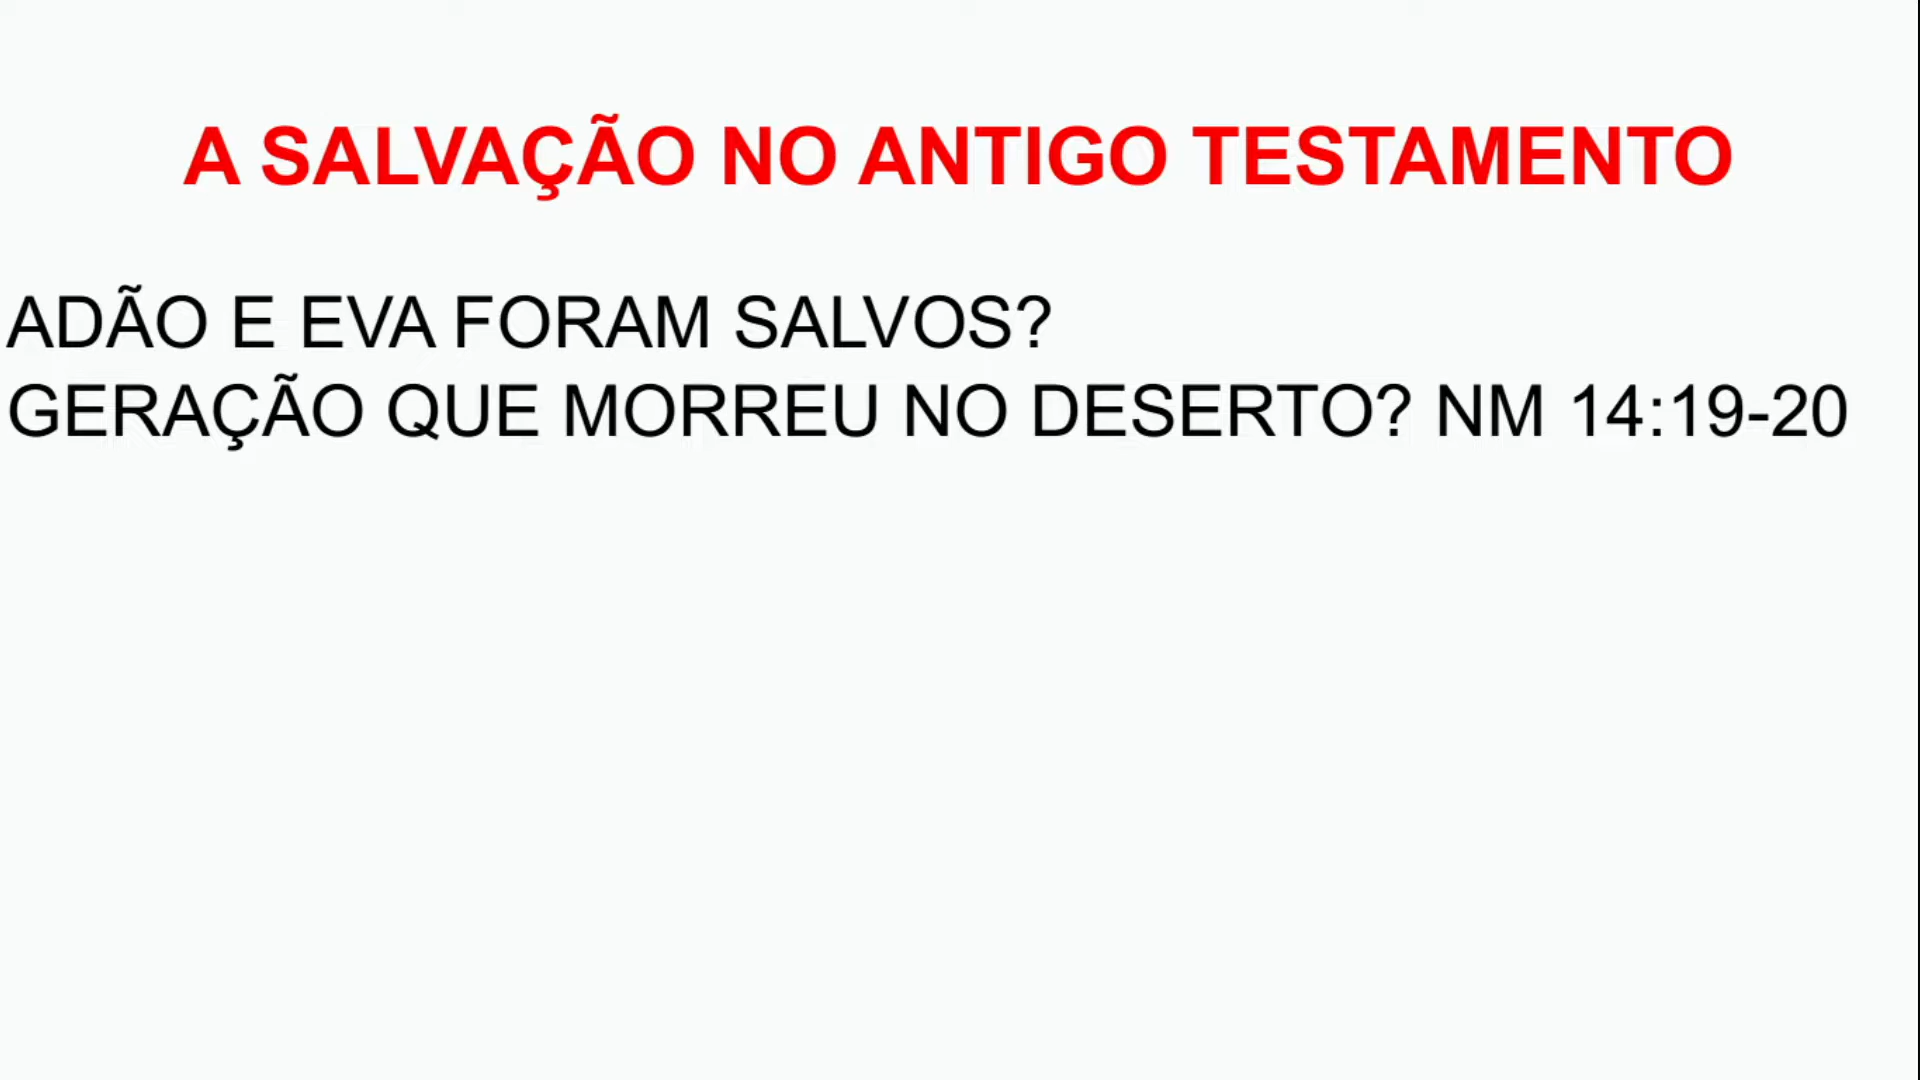 A SALVAÇÃO NO ANTIGO TESTAMENTO
ADÃO E EVA FORAM SALVOS?
GERAÇÃO QUE MORREU NO DESERTO? NM 14:19-20